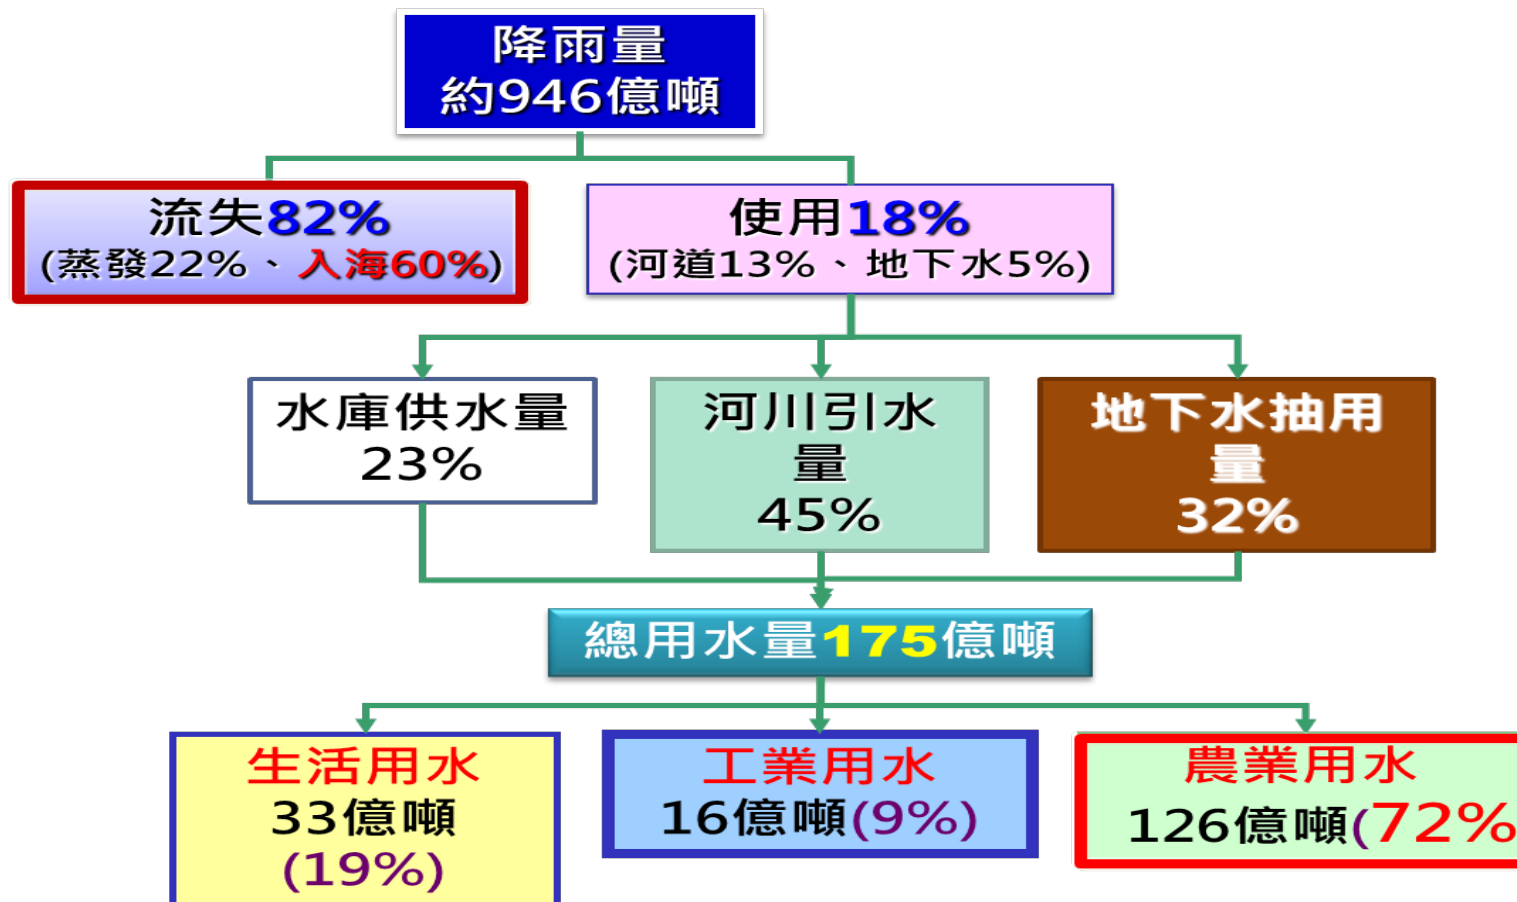 降雨量
約946億噸
流失82%
(蒸發22%、入海60%)
使用18%
(河道13%、地下水5%)
水庫供水量
23%
河川引水
量
45%
地下水抽用
量
32%
總用水量175億噸
生活用水
33億噸
(19%)
工業用水
16億噸(9%)
農業用水
126億噸(72%